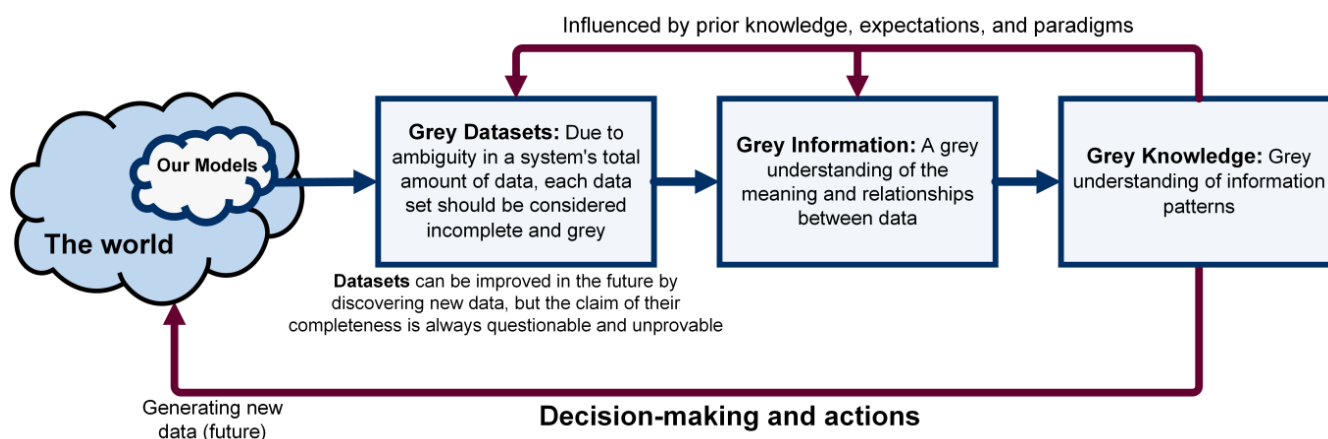 Influenced by prior knowledge, expectations, and paradigms
Our Models
The world
Grey Datasets: Due to
ambiguity in a system's total
amount of data, each data
set should be considered
incomplete and grey
Grey Information: A grey
understanding of the
meaning and relationships
between data
Grey Knowledge: Grey
understanding of information
patterns
Datasets can be improved in the future by
discovering new data, but the claim of their
completeness is always questionable and unprovable
Generating new
data (future)
Decision-making and actions